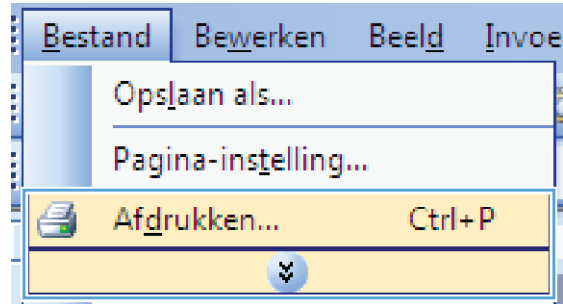 Bestand Bewerken Beeld Invoe
Opslaan als...
Pagina-instelling...
Afdrukken... Ctrl+P